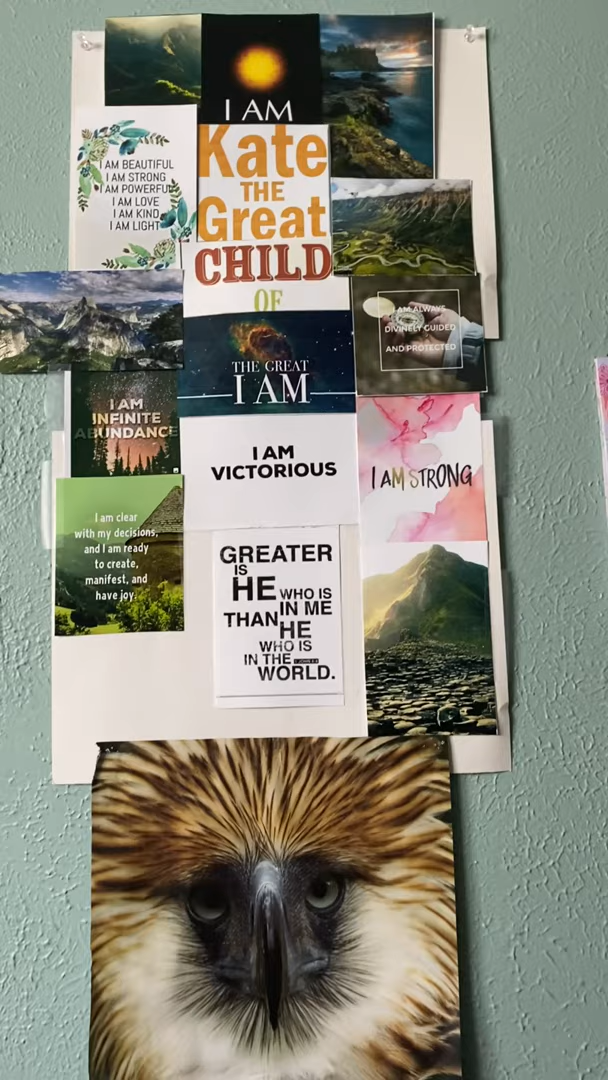 I AM
Kate
THE
Great
CHILD
OF
THE GREAT
I AM
I AM
VICTORIOUS
I AM BEAUTIFUL
I AM STRONG
I AM POWERFUL
I AM LOVE
I AM KIND
I AM LIGHT
I AM ALWAYS
DIVINELY GUIDED
AND PROTECTED
I AM
INFINITE
ABUNDANCE
I AM STRONG
I am clear
with my decisions,
and I am ready
to create,
manifest, and
have joy.
GREATER
IS
HE WHO IS
IN ME
THAN
HE
WHO IS
IN THE
WORLD.